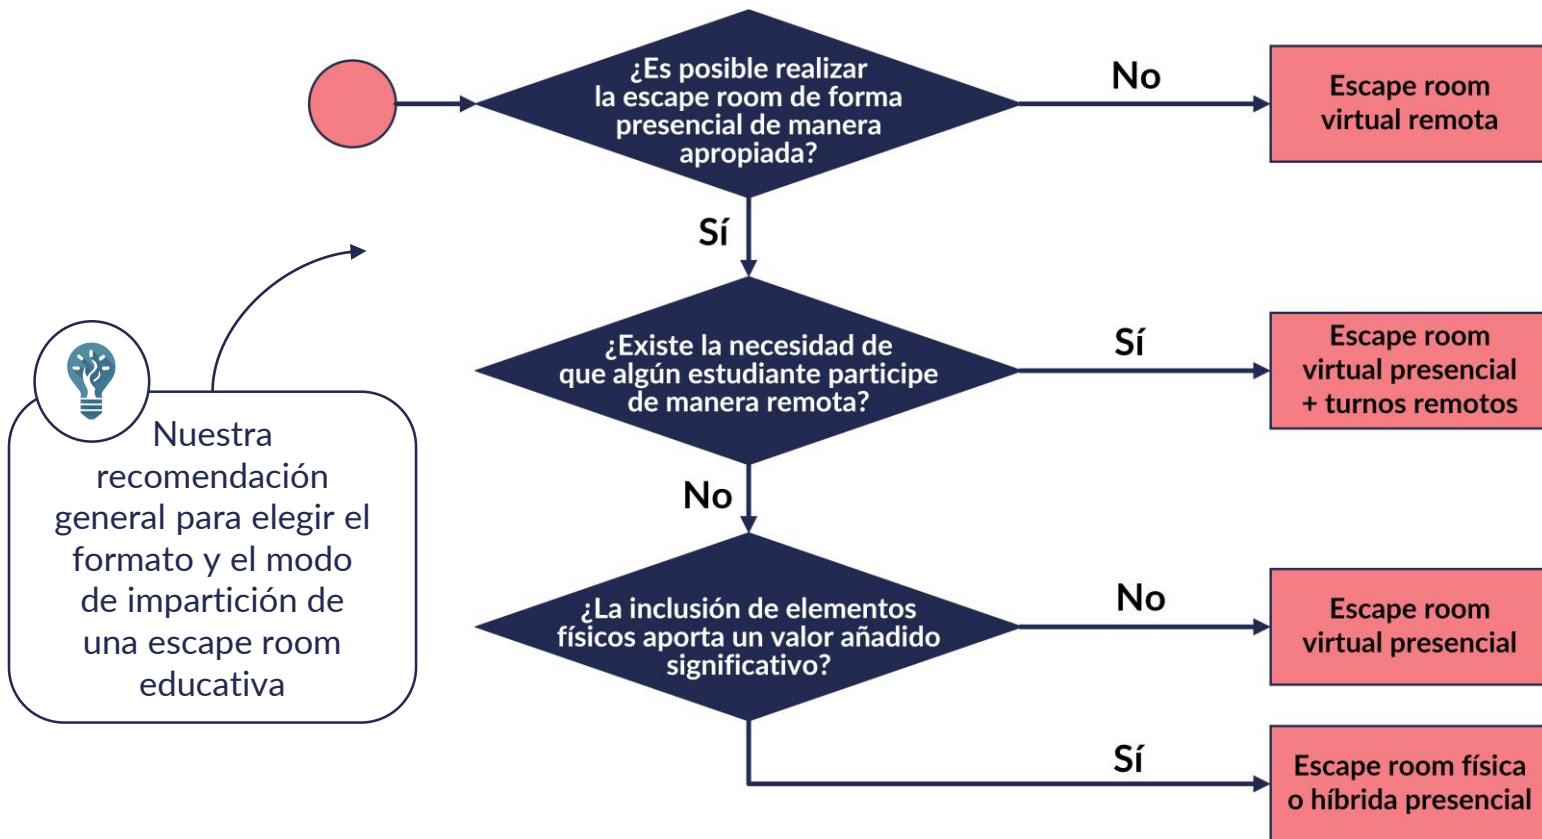 ¿Es posible realizar
la escape room de forma
presencial de manera
apropiada?
No
Escape room
virtual remota
Sí
¿Existe la necesidad de
que algún estudiante participe
de manera remota?
Sí
Escape room
virtual presencial
+ turnos remotos
No
¿La inclusión de elementos
físicos aporta un valor añadido
significativo?
No
Escape room
virtual presencial
Sí
Escape room física
o híbrida presencial
Nuestra
recomendación
general para elegir el
formato y el modo
de impartición de
una escape room
educativa